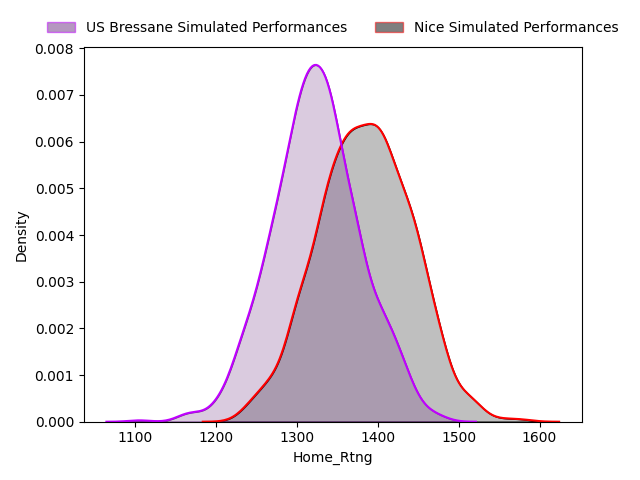 US Bressane Simulated Performances Nice Simulated Performances
0.008
0.007
0.006
0.005
0.004
0.003
0.002
0.001
0.000
Density
1100 1200 1300 1400 1500 1600
Home_Rtng